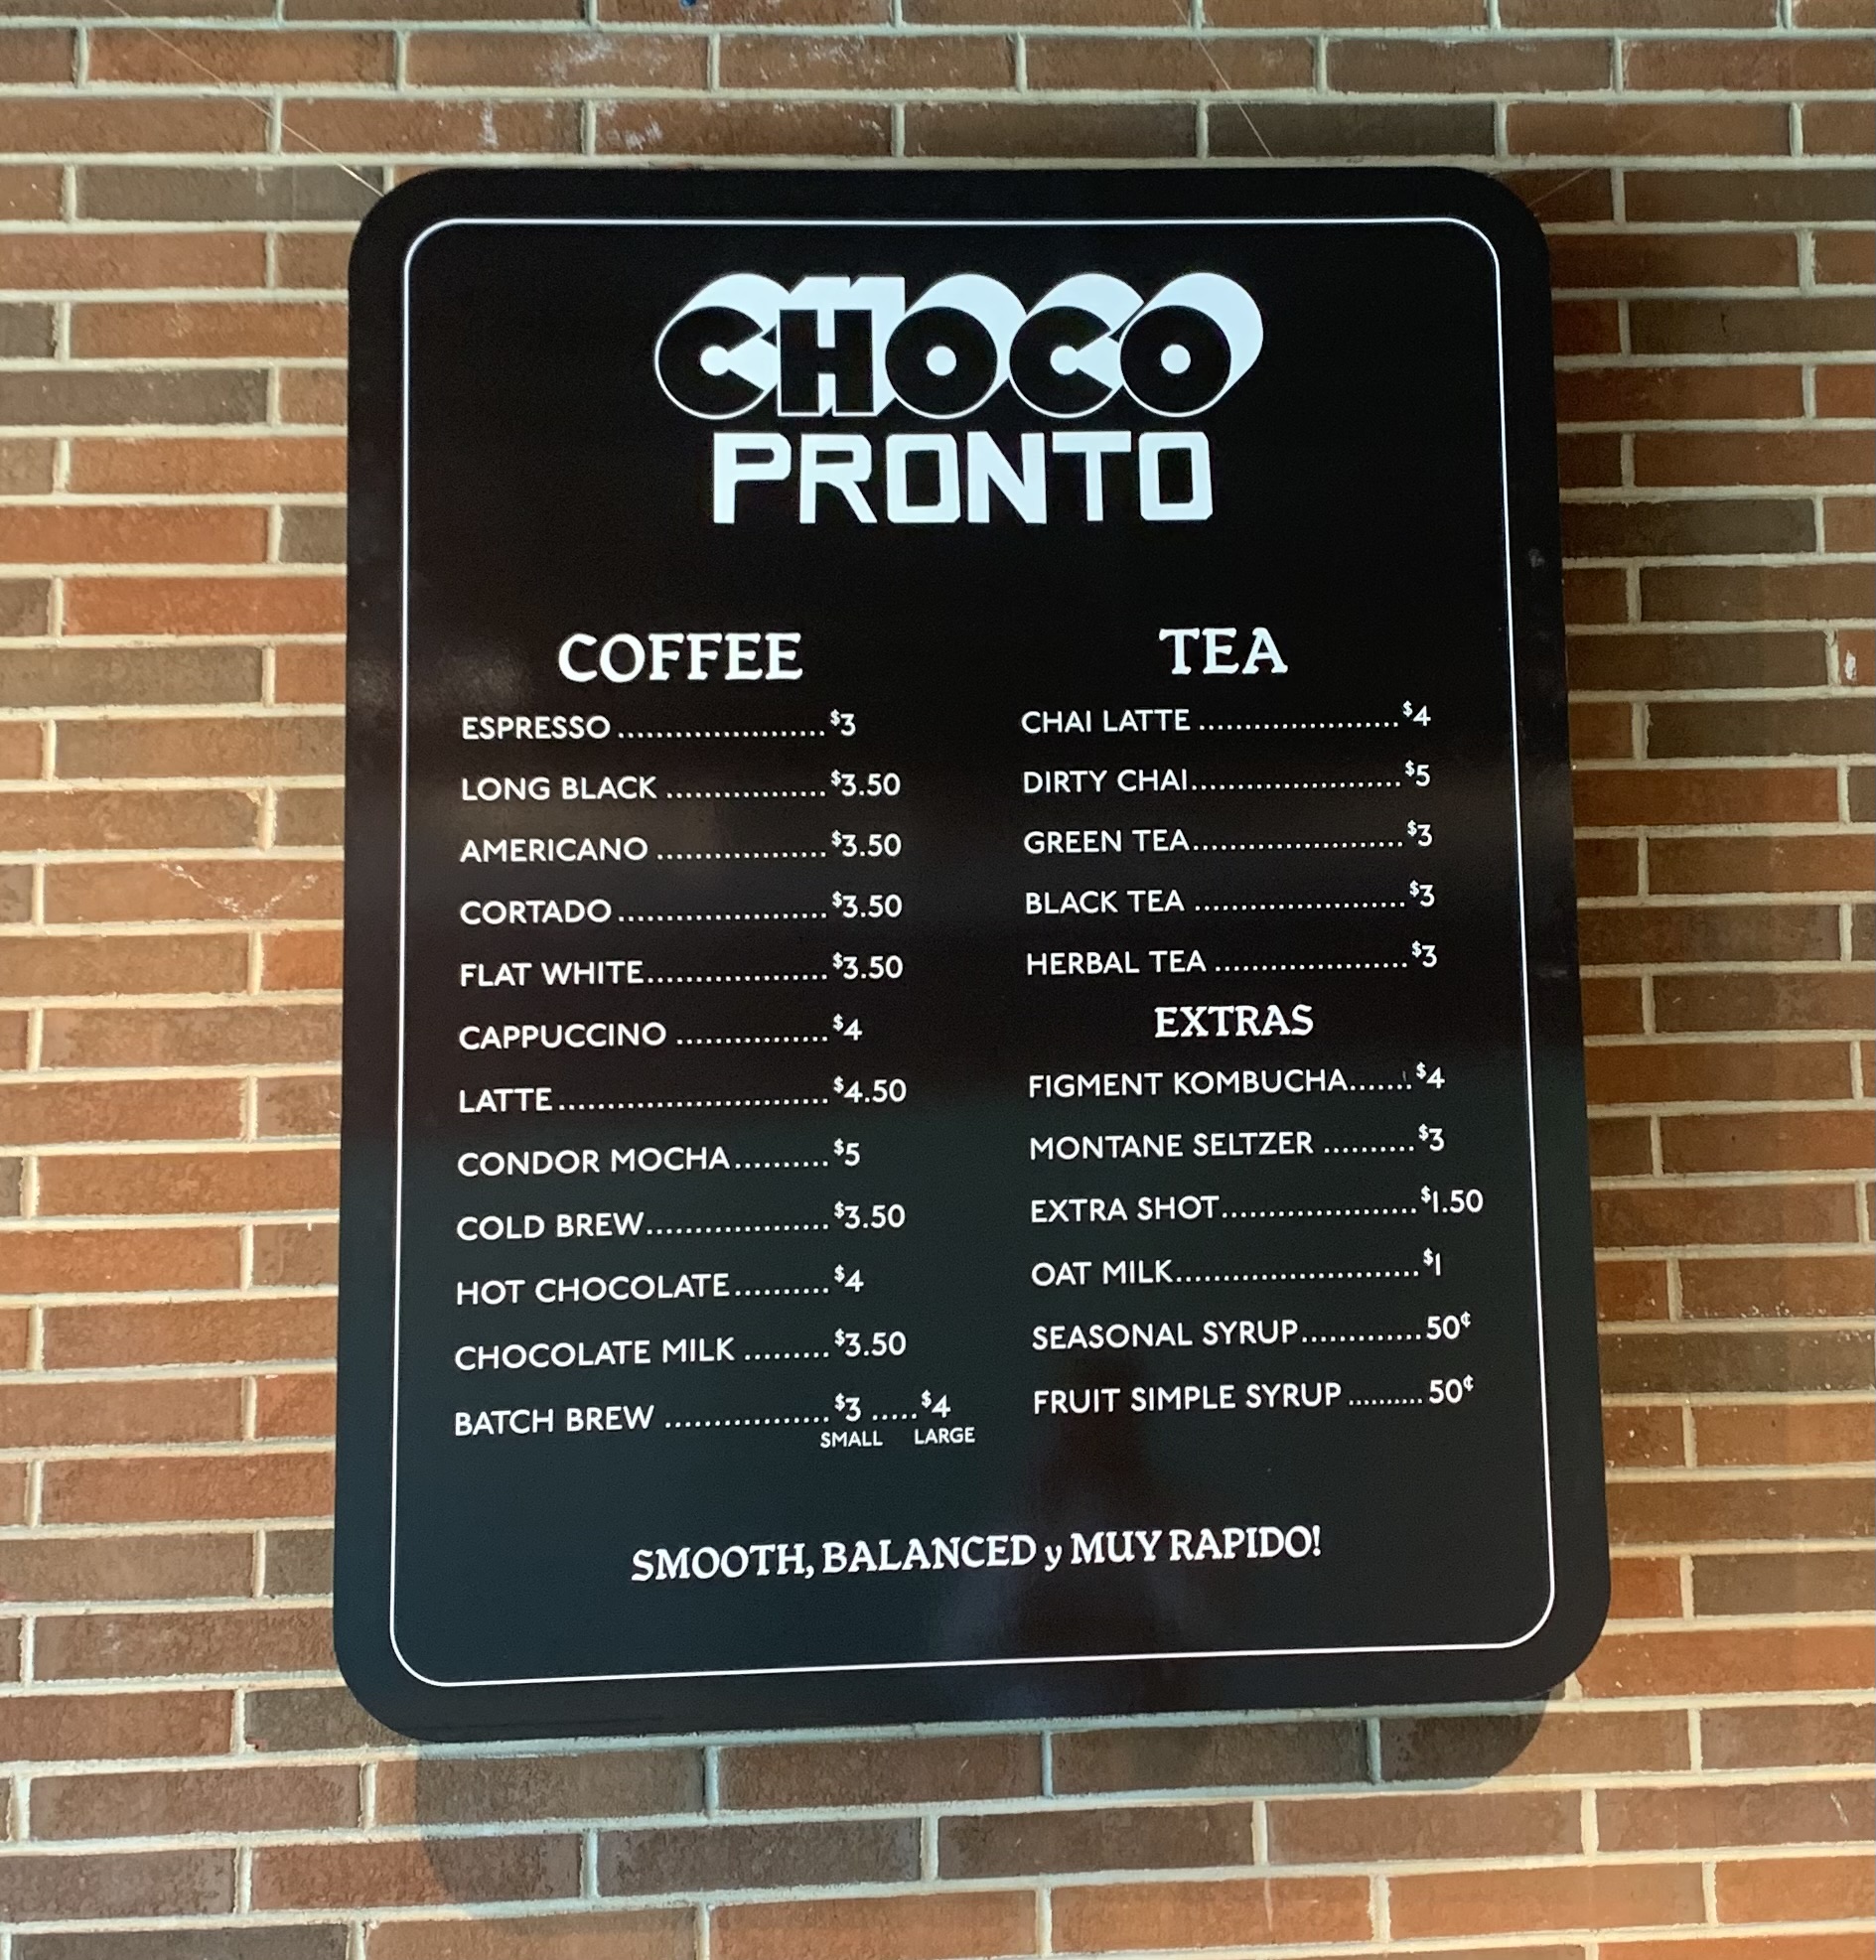 CHOCO
PRONTO
COFFEE
ESPRESSO ...................... $3
LONG BLACK ................. $3.50
AMERICANO .................. $3.50
CORTADO ...................... $3.50
FLAT WHITE ................... $3.50
CAPPUCCINO ................ $4
LATTE ............................. $4.50
CONDOR MOCHA .......... $5
COLD BREW ................... $3.50
HOT CHOCOLATE .......... $4
CHOCOLATE MILK ......... $3.50
BATCH BREW ................. $3 ..... $4
SMALL LARGE
TEA
CHAI LATTE ..................... $4
DIRTY CHAI ...................... $5
GREEN TEA ...................... $3
BLACK TEA ...................... $3
HERBAL TEA .................... $3
EXTRAS
FIGMENT KOMBUCHA ....... $4
MONTANE SELTZER .......... $3
EXTRA SHOT ..................... $1.50
OAT MILK .......................... $1
SEASONAL SYRUP ............. 50¢
FRUIT SIMPLE SYRUP .......... 50¢
SMOOTH, BALANCED y MUY RAPIDO!